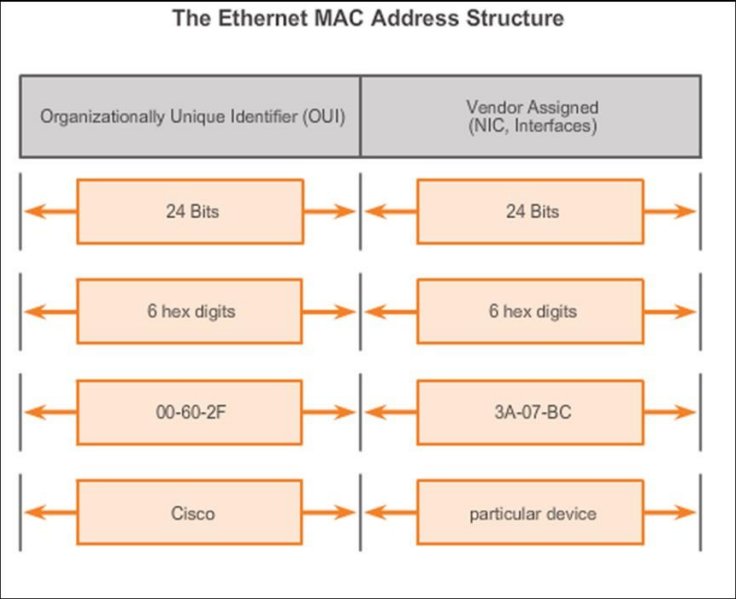 The Ethernet MAC Address Structure
Organizationally Unique Identifier (OUI)
Vendor Assigned
(NIC, Interfaces)
24 Bits
24 Bits
6 hex digits
6 hex digits
00-60-2F
3A-07-BC
Cisco
particular device